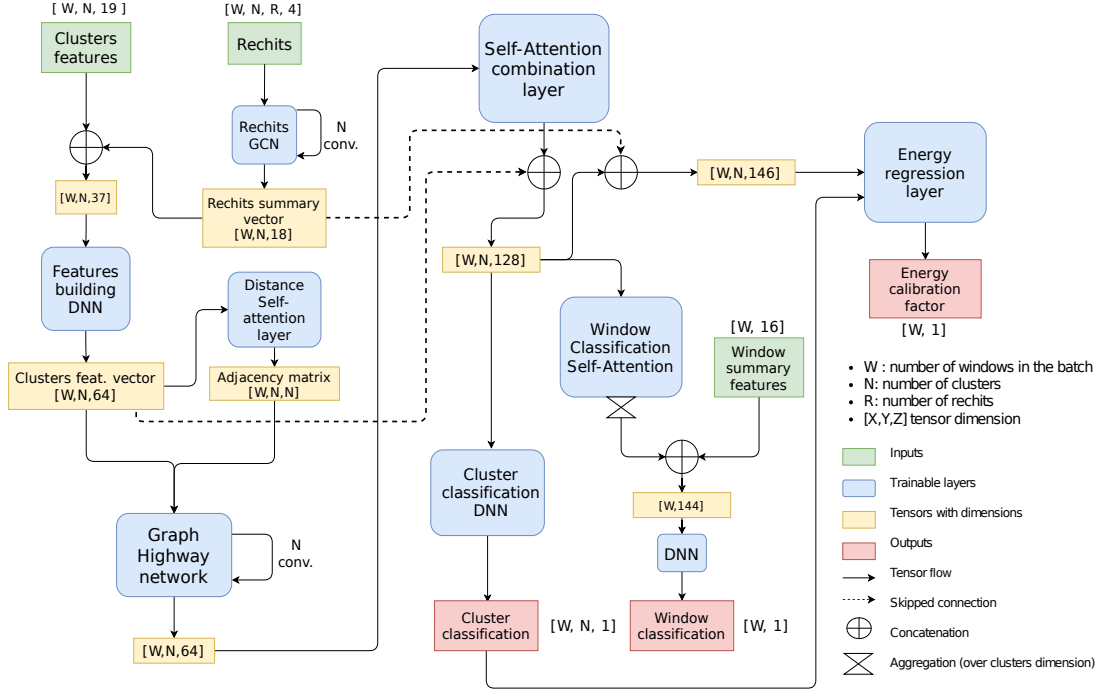 [ W, N, 19 ]
Clusters
features
[W, N, R, 4]
Rechits
Rechits
GCN
N
conv.
[W,N,37]
Rechits summary
vector
[W,N,18]
Features
building
DNN
Distance
Self-
attention
layer
Clusters feat. vector
[W,N,64]
Adjacency matrix
[W,N,N]
Graph
Highway
network
N
conv.
[W,N,64]
Self-Attention
combination
layer
[W,N,128]
[W,N,146]
Energy
regression
layer
Energy
calibration
factor
[W, 1]
Window
Classification
Self-Attention
[W, 16]
Window
summary
features
Cluster
classification
DNN
[W,144]
DNN
Cluster
classification
[W, N, 1]
Window
classification
[W, 1]
• W : number of windows in the batch
• N: number of clusters
• R: number of rechits
• [X,Y,Z] tensor dimension
Inputs
Trainable layers
Tensors with dimensions
Outputs
Tensor flow
Skipped connection
Concatenation
Aggregation (over clusters dimension)